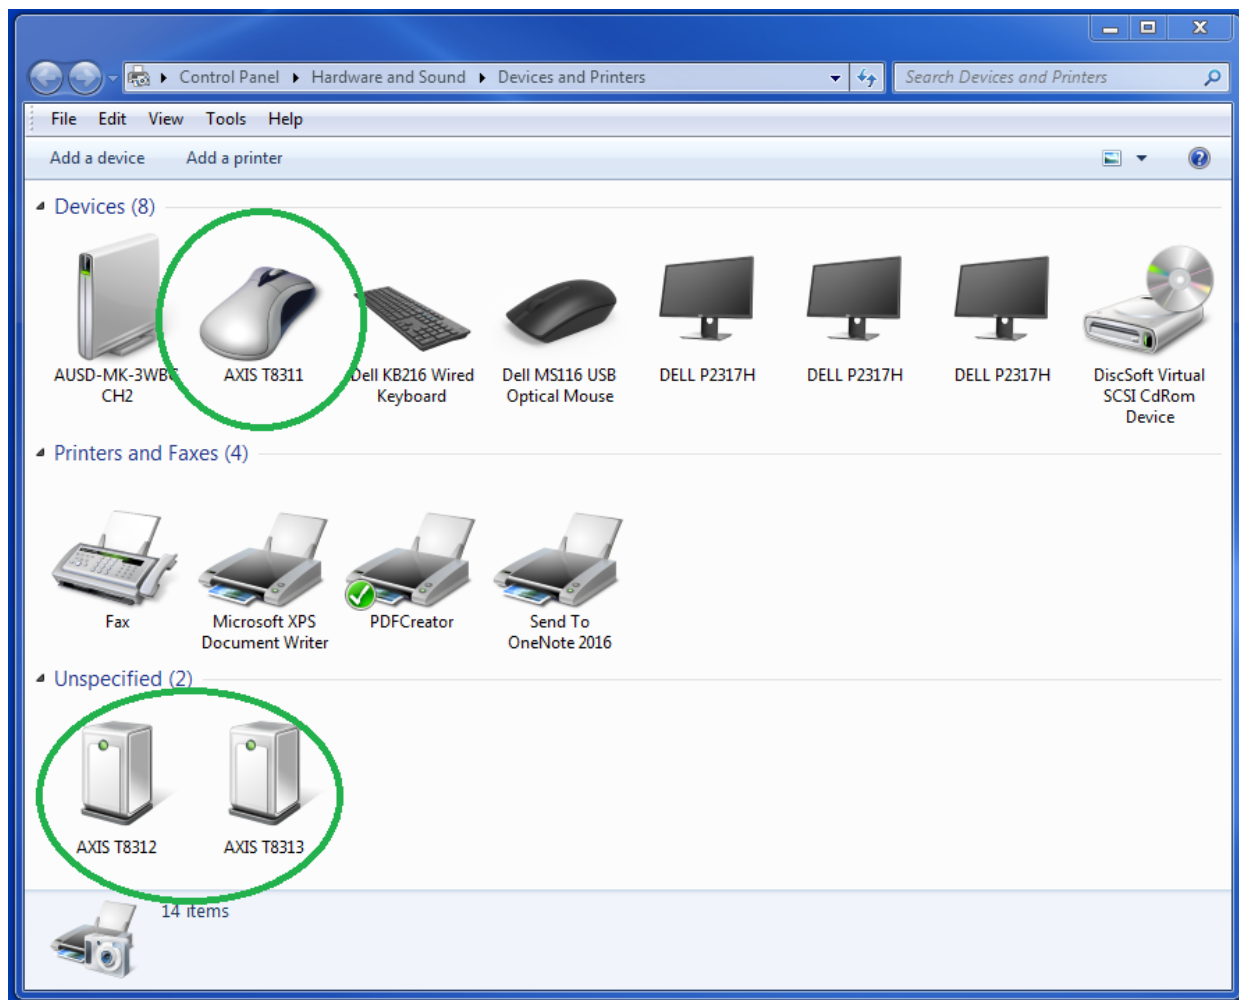 Control Panel Hardware and Sound Devices and Printers
Search Devices and Printers
File Edit View Tools Help
Add a device Add a printer
Devices (8)
AUSD-MK-3WB
CH2
AXIS T8311
Dell KB216 Wired
Keyboard
Dell MS116 USB
Optical Mouse
DELL P2317H
DELL P2317H
DELL P2317H
DiscSoft Virtual
SCSI CdRom
Device
Printers and Faxes (4)
Fax
Microsoft XPS
Document Writer
PDFCreator
Send To
OneNote 2016
Unspecified (2)
AXIS T8312
AXIS T8313
14 items